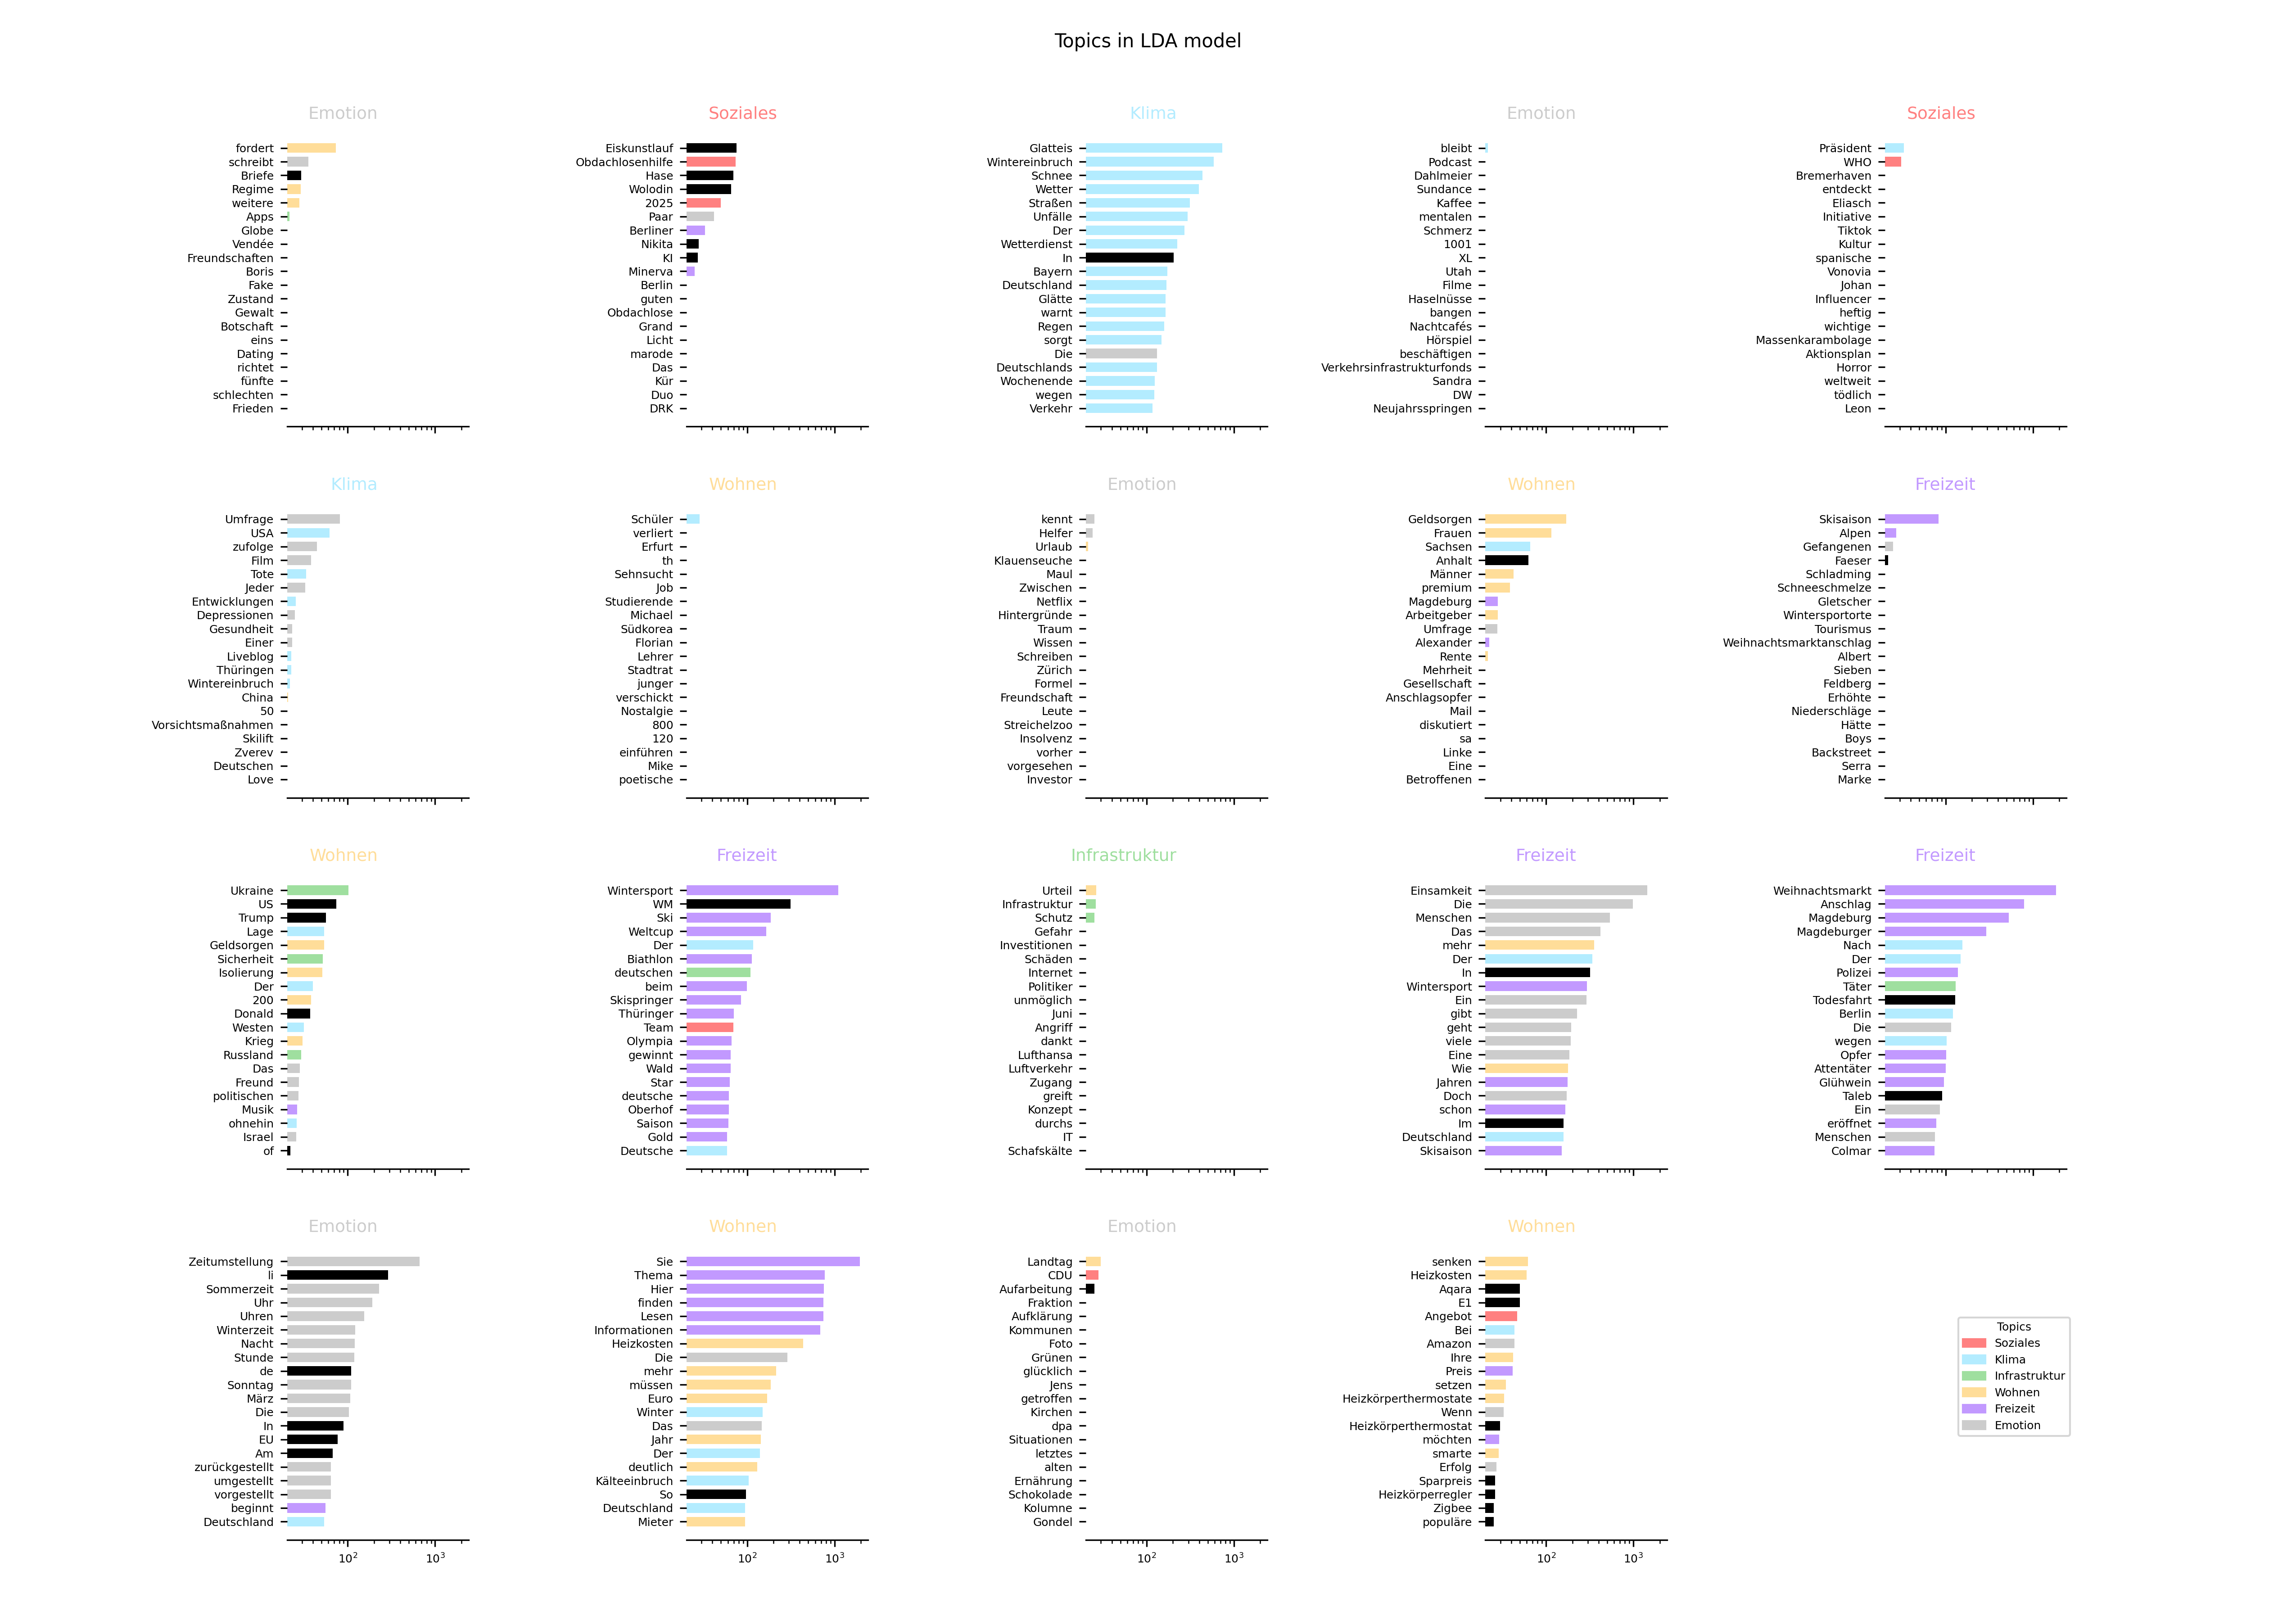 Topics in LDA model
Emotion
fordert
schreibt
Briefe
Regime
weitere
Apps
Globe
Vendée
Freundschaften
Boris
Fake
Zustand
Gewalt
Botschaft
eins
Dating
richtet
fünfte
schlechten
Frieden
Soziales
Eiskunstlauf
Obdachlosenhilfe
Hase
Wolodin
2025
Paar
Berliner
Nikita
KI
Minerva
Berlin
guten
Obdachlose
Grand
Licht
marode
Das
Kür
Duo
DRK
Klima
Glatteis
Wintereinbruch
Schnee
Wetter
Straßen
Unfälle
Der
Wetterdienst
In
Bayern
Deutschland
Glätte
warnt
Regen
sorgt
Die
Deutschlands
Wochenende
wegen
Verkehr
Emotion
bleibt
Podcast
Dahlmeier
Sundance
Kaffee
mentalen
Schmerz
1001
XL
Utah
Filme
Haselnüsse
bangen
Nachtcafés
Hörspiel
beschäftigen
Verkehrsinfrastrukturfonds
Sandra
DW
Neujahrsspringen
Soziales
Präsident
WHO
Bremerhaven
entdeckt
Eliasch
Initiative
Tiktok
Kultur
spanische
Vonovia
Johan
Influencer
heftig
wichtige
Massenkarambolage
Aktionsplan
Horror
weltweit
tödlich
Leon
Klima
Umfrage
USA
zufolge
Film
Tote
Jeder
Entwicklungen
Depressionen
Gesundheit
Einer
Liveblog
Thüringen
Wintereinbruch
China
50
Vorsichtsmaßnahmen
Skilift
Zverev
Deutschen
Love
Wohnen
Schüler
verliert
Erfurt
th
Sehnsucht
Job
Studierende
Michael
Südkorea
Florian
Lehrer
Stadtrat
junger
verschickt
Nostalgie
800
120
einführen
Mike
poetische
Emotion
kennt
Helfer
Urlaub
Klauenseuche
Maul
Zwischen
Netflix
Hintergründe
Traum
Wissen
Schreiben
Zürich
Formel
Freundschaft
Leute
Streichelzoo
Insolvenz
vorher
vorgesehen
Investor
Wohnen
Geldsorgen
Frauen
Sachsen
Anhalt
Männer
premium
Magdeburg
Arbeitgeber
Umfrage
Alexander
Rente
Mehrheit
Gesellschaft
Anschlagsopfer
Mail
diskutiert
sa
Linke
Eine
Betroffenen
Freizeit
Skisaison
Alpen
Gefangenen
Faeser
Schladming
Schneeschmelze
Gletscher
Wintersportorte
Tourismus
Weihnachtsmarktanschlag
Albert
Sieben
Feldberg
Erhöhte
Niederschläge
Hätte
Boys
Backstreet
Serra
Marke
Wohnen
Ukraine
US
Trump
Lage
Geldsorgen
Sicherheit
Isolierung
Der
200
Donald
Westen
Krieg
Russland
Das
Freund
politischen
Musik
ohnehin
Israel
of
Freizeit
Wintersport
WM
Ski
Weltcup
Der
Biathlon
deutschen
beim
Skispringer
Thüringer
Team
Olympia
gewinnt
Wald
Star
deutsche
Oberhof
Saison
Gold
Deutsche
Infrastruktur
Urteil
Infrastruktur
Schutz
Gefahr
Investitionen
Schäden
Internet
Politiker
unmöglich
Juni
Angriff
dankt
Lufthansa
Luftverkehr
Zugang
greift
Konzept
durchs
IT
Schafskälte
Freizeit
Einsamkeit
Die
Menschen
Das
mehr
Der
In
Wintersport
Ein
gibt
geht
viele
Eine
Wie
Jahren
Doch
schon
Im
Deutschland
Skisaison
Freizeit
Weihnachtsmarkt
Anschlag
Magdeburg
Magdeburger
Nach
Der
Polizei
Täter
Todesfahrt
Berlin
Die
wegen
Opfer
Attentäter
Glühwein
Taleb
Ein
eröffnet
Menschen
Colmar
Emotion
Zeitumstellung
li
Sommerzeit
Uhr
Uhren
Winterzeit
Nacht
Stunde
de
Sonntag
März
Die
In
EU
Am
zurückgestellt
umgestellt
vorgestellt
beginnt
Deutschland
10² 10³
Wohnen
Sie
Thema
Hier
finden
Lesen
Informationen
Heizkosten
Die
mehr
müssen
Euro
Winter
Das
Jahr
Der
deutlich
Kälteeinbruch
So
Deutschland
Mieter
10² 10³
Emotion
Landtag
CDU
Aufarbeitung
Fraktion
Aufklärung
Kommunen
Foto
Grünen
glücklich
Jens
getroffen
Kirchen
dpa
Situationen
letztes
alten
Ernährung
Schokolade
Kolumne
Gondel
10² 10³
Wohnen
senken
Heizkosten
Aqara
E1
Angebot
Bei
Amazon
Ihre
Preis
setzen
Heizkörperthermostate
Wenn
Heizkörperthermostat
möchten
smarte
Erfolg
Sparpreis
Heizkörperregler
Zigbee
populäre
10² 10³
Topics
Soziales
Klima
Infrastruktur
Wohnen
Freizeit
Emotion